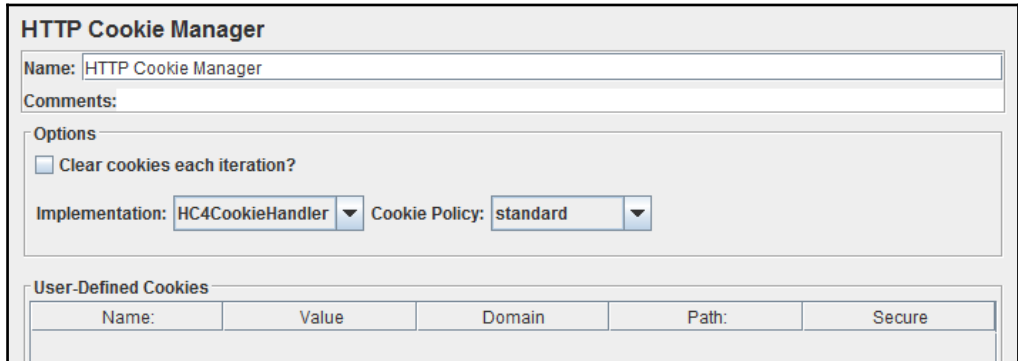 HTTP Cookie Manager
Name: HTTP Cookie Manager
Comments:
Options
Clear cookies each iteration?
Implementation: HC4CookieHandler Cookie Policy: standard
User-Defined Cookies
Name: Value Domain Path: Secure